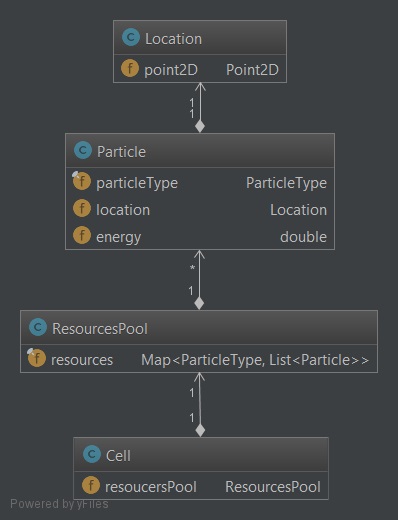 C Location
f point2D Point2D
1
1
C Particle
f particleType ParticleType
f location Location
f energy double
*
1
C ResourcesPool
f resources Map<ParticleType, List<Particle>>
1
1
C Cell
f resoucersPool ResourcesPool
Powered by yFiles